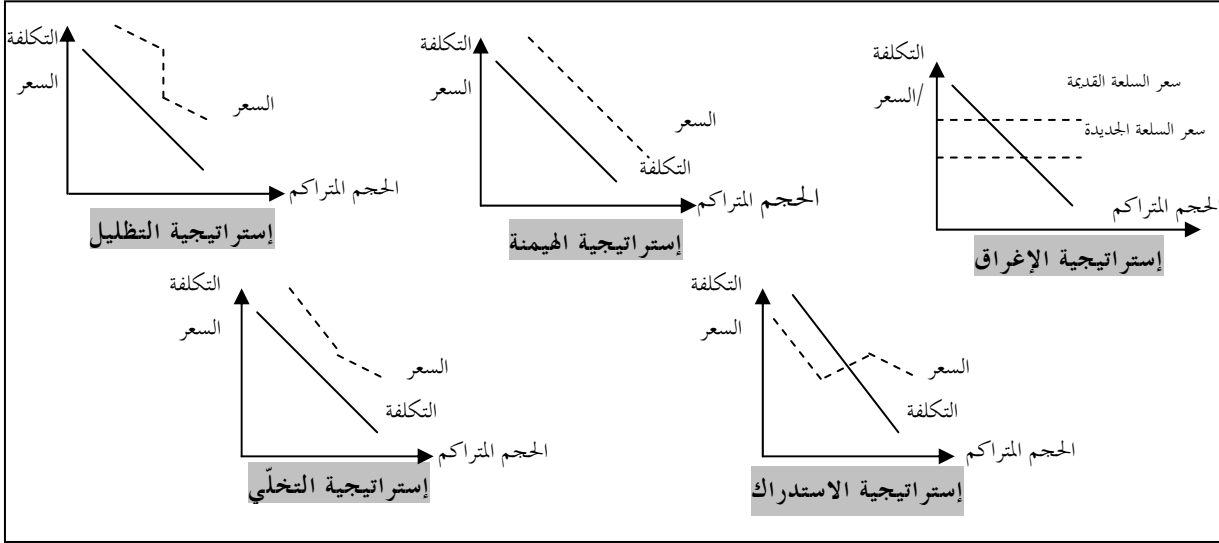 التكلفة
/السعر
سعر السلعة القديمة
سعر السلعة الجديدة
الحجم المتراكم
إستراتيجية الإغراق
التكلفة
السعر
السعر
التكلفة
الحجم المتراكم
إستراتيجية الهيمنة
التكلفة
السعر
السعر
الحجم المتراكم
إستراتيجية التظليل
التكلفة
السعر
السعر
التكلفة
الحجم المتراكم
إستراتيجية الاستدراك
التكلفة
السعر
السعر
التكلفة
الحجم المتراكم
إستراتيجية التخلّي